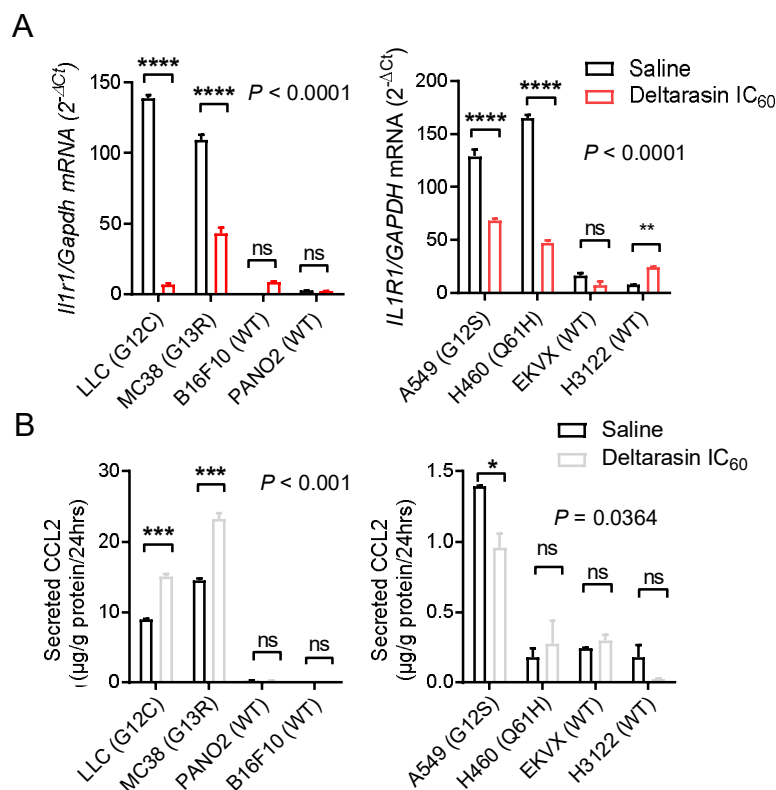 A
Il1r1/Gapdh mRNA (2-ΔCt)
150
100
50
0
****
****
ns
ns
P < 0.0001
LLC (G12C)
MC38 (G13R)
B16F10 (WT)
PANO2 (WT)
IL1R1/GAPDH mRNA (2-ΔCt)
200
150
100
50
0
****
****
ns
**
Saline
Deltarasin IC60
P < 0.0001
A549 (G12S)
H460 (Q61H)
EKVX (WT)
H3122 (WT)
B
Secreted CCL2
(µg/g protein/24hrs)
30
20
10
0
***
***
ns
ns
P < 0.001
LLC (G12C)
MC38 (G13R)
PANO2 (WT)
B16F10 (WT)
Secreted CCL2
(µg/g protein/24hrs)
1.5
1.0
0.5
0.0
*
ns
ns
ns
Saline
Deltarasin IC60
P = 0.0364
A549 (G12S)
H460 (Q61H)
EKVX (WT)
H3122 (WT)